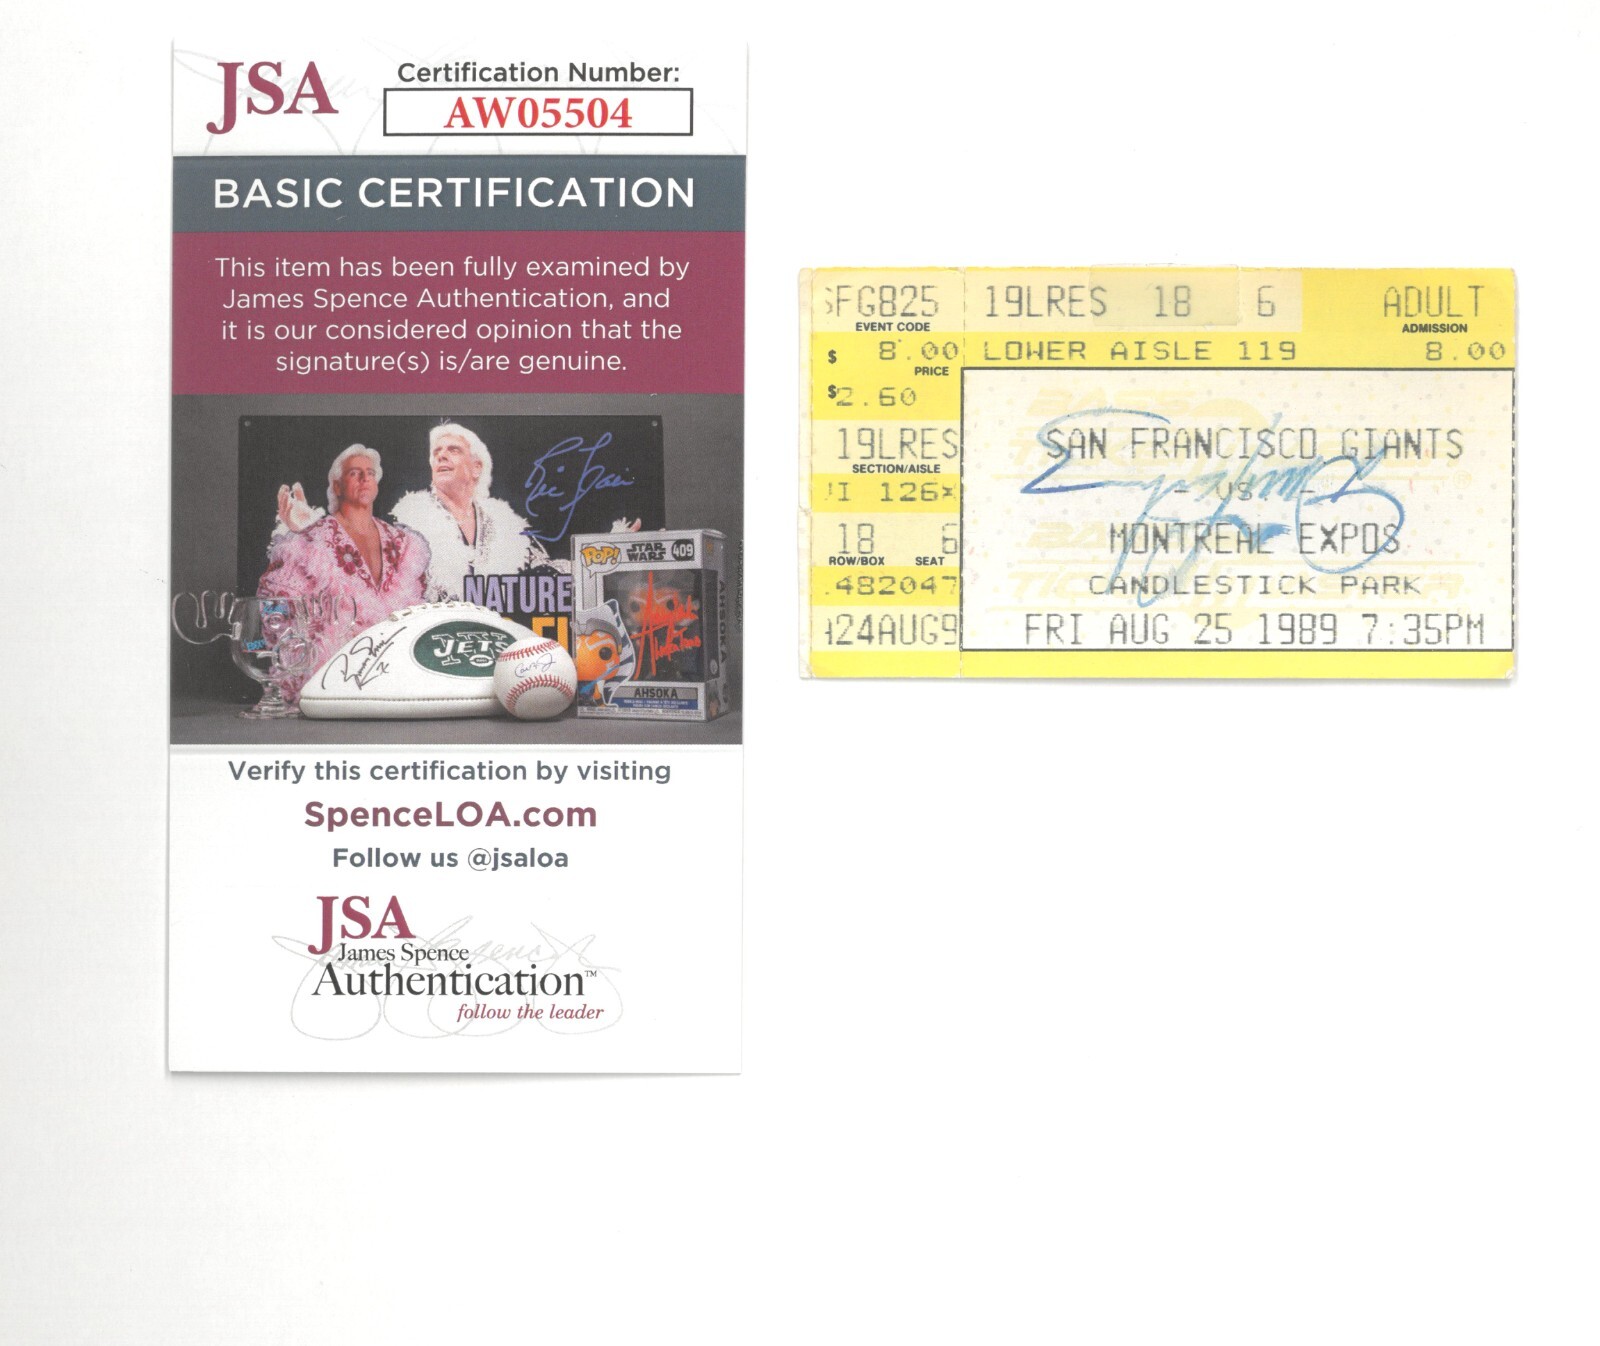 JSA
Certification Number:
AW05504
BASIC CERTIFICATION
This item has been fully examined by
James Spence Authentication, and
it is our considered opinion that the
signature(s) is/are genuine.
NATURE
JETS
POP!
STAR WARS
409
AHSOKA
AHSOKA
Verify this certification by visiting
SpenceLOA.com
Follow us @jsaloa
JSA
James Spence
Authentication™
follow the leader
SFG825 19LRES 18 6 ADULT
EVENT CODE ADMISSION
$ 8.00 LOWER AISLE 119 8.00
PRICE
$2.60
19LRES SAN FRANCISCO GIANTS
SECTION/AISLE
126× - VS -
18 6 MONTREAL EXPOS
ROW/BOX SEAT
482047 CANDLESTICK PARK
24AUG9 FRI AUG 25 1989 7:35PM